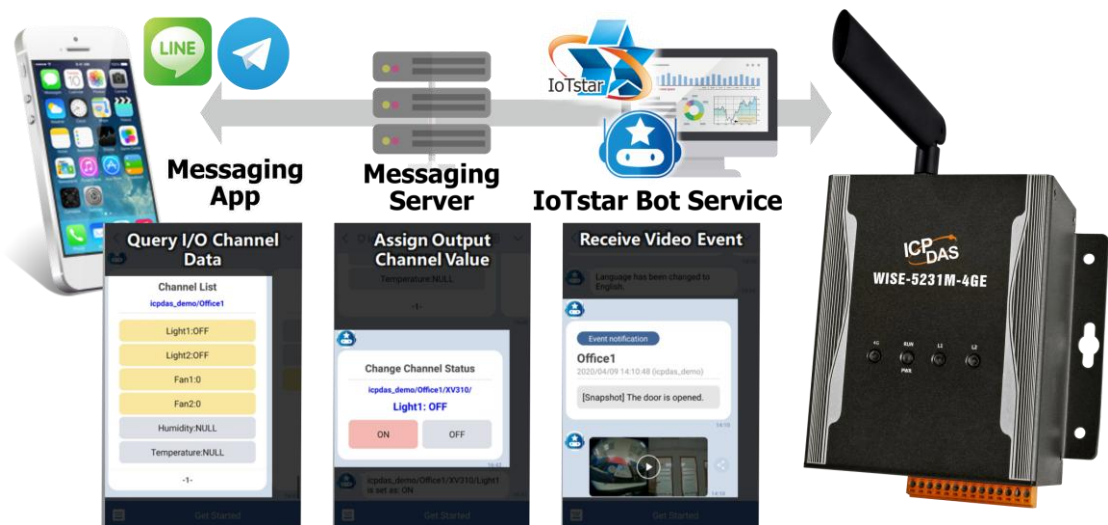 LINE
IoTstar
Messaging
App
Messaging
Server
IoTstar Bot Service
Query I/O Channel
Data
Channel List
icpdas_demo/Office1
Light1:OFF
Light2:OFF
Fan1:0
Fan2:0
Humidity:NULL
Temperature:NULL
-1-
Get Started
Assign Output
Channel Value
Temperature:NULL
-1-
Change Channel Status
icpdas_demo/Office1/XV310/
Light1: OFF
ON
OFF
icpdas_demo/Office1/XV310/Light1
is set as: ON
Get Started
Receive Video Event
Language has been changed to
English.
Event notification
Office1
2020/04/09 14:10:48 (icpdas_demo)
[Snapshot] The door is opened.
Get Started
ICP
DAS
WISE-5231M-4GE
4G
RUN
L1
L2
PWR